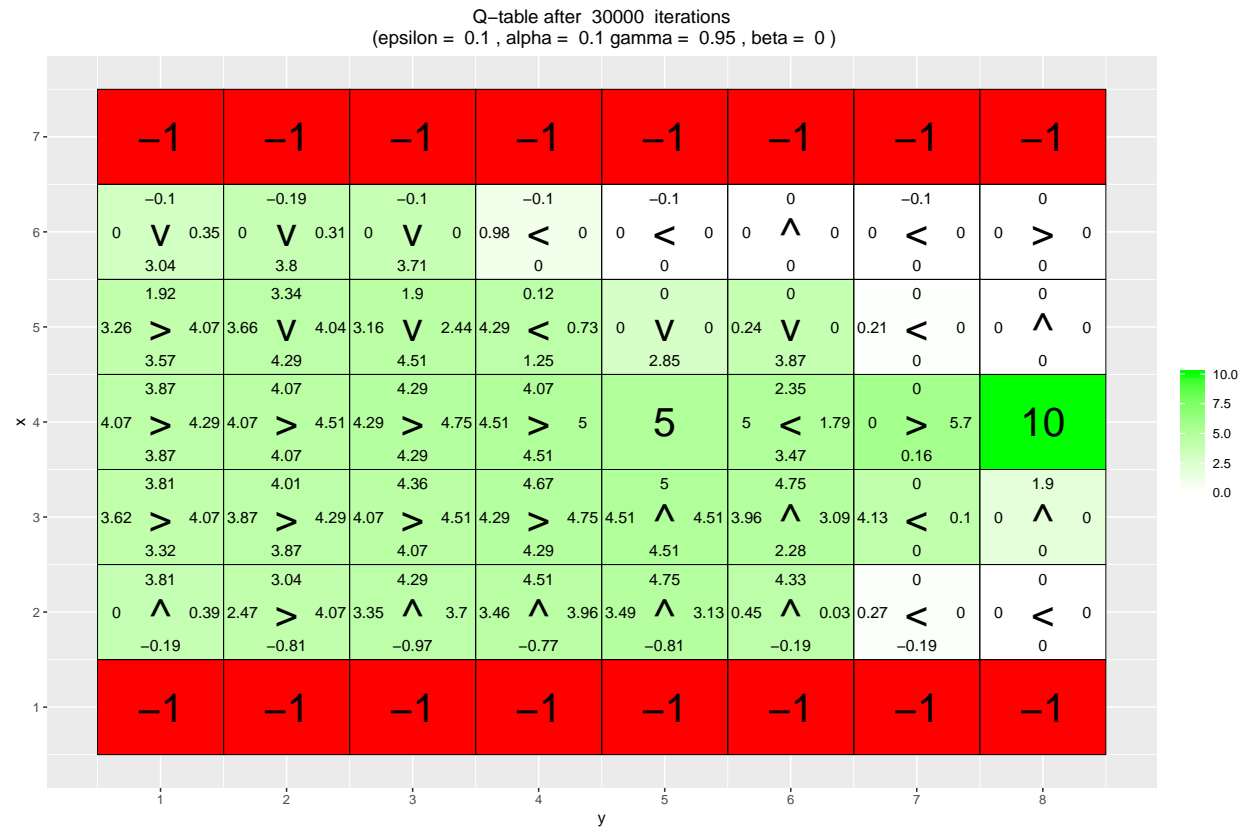 Q−table after 30000 iterations
(epsilon = 0.1 , alpha = 0.1 gamma = 0.95 , beta = 0 )
7 −1 −1 −1 −1 −1 −1 −1 −1
−0.1 −0.19 −0.1 −0.1 −0.1 0 −0.1 0
6 0 V 0.35 0 V 0.31 0 V 0 0.98 < 0 0 < 0 0 ^ 0 0 < 0 0 > 0
3.04 3.8 3.71 0 0 0 0 0
1.92 3.34 1.9 0.12 0 0 0 0
5 3.26 > 4.07 3.66 V 4.04 3.16 V 2.44 4.29 < 0.73 0 V 0 0.24 V 0 0.21 < 0 0 ^ 0
3.57 4.29 4.51 1.25 2.85 3.87 0 0
3.87 4.07 4.29 4.07 2.35 0
x 4 4.07 > 4.29 4.07 > 4.51 4.29 > 4.75 4.51 > 5 5 5 < 1.79 0 > 5.7 10
3.87 4.07 4.29 4.51 3.47 0.16
3.81 4.01 4.36 4.67 5 4.75 0 1.9
3 3.62 > 4.07 3.87 > 4.29 4.07 > 4.51 4.29 > 4.75 4.51 ^ 4.51 3.96 ^ 3.09 4.13 < 0.1 0 ^ 0
3.32 3.87 4.07 4.29 4.51 2.28 0 0
3.81 3.04 4.29 4.51 4.75 4.33 0 0
2 0 ^ 0.39 2.47 > 4.07 3.35 ^ 3.7 3.46 ^ 3.96 3.49 ^ 3.13 0.45 ^ 0.03 0.27 < 0 0 < 0
−0.19 −0.81 −0.97 −0.77 −0.81 −0.19 −0.19 0
1 −1 −1 −1 −1 −1 −1 −1 −1
1 2 3 4 5 6 7 8
y
10.0
7.5
5.0
2.5
0.0